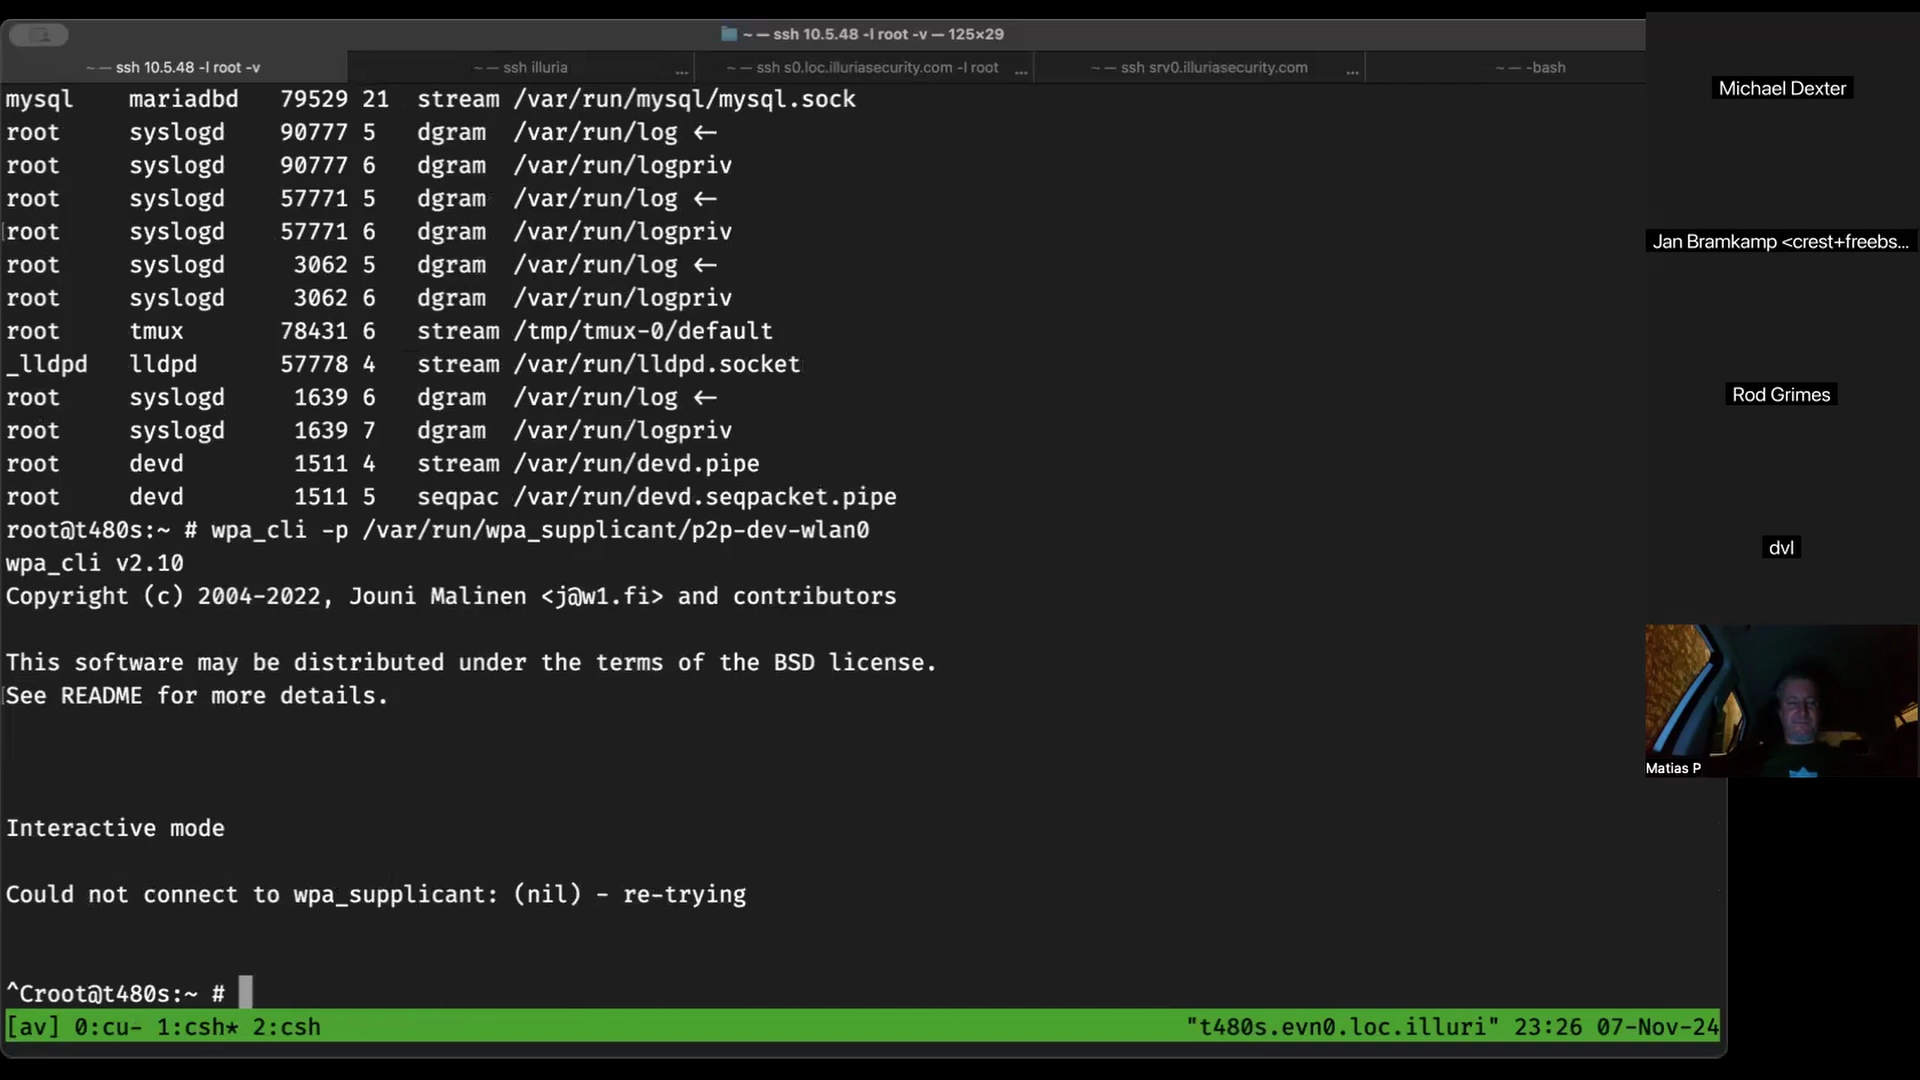 ~ — ssh 10.5.48 -l root -v — 125×29
~ — ssh 10.5.48 -l root -v
~ — ssh illuria ...
~ — ssh s0.loc.illuriasecurity.com -l root ...
~ — ssh srv0.illuriasecurity.com ...
~ — -bash
mysql mariadbd 79529 21 stream /var/run/mysql/mysql.sock
root syslogd 90777 5 dgram /var/run/log <-
root syslogd 90777 6 dgram /var/run/logpriv
root syslogd 57771 5 dgram /var/run/log <-
root syslogd 57771 6 dgram /var/run/logpriv
root syslogd 3062 5 dgram /var/run/log <-
root syslogd 3062 6 dgram /var/run/logpriv
root tmux 78431 6 stream /tmp/tmux-0/default
_lldpd lldpd 57778 4 stream /var/run/lldpd.socket
root syslogd 1639 6 dgram /var/run/log <-
root syslogd 1639 7 dgram /var/run/logpriv
root devd 1511 4 stream /var/run/devd.pipe
root devd 1511 5 seqpac /var/run/devd.seqpacket.pipe
root@t480s:~ # wpa_cli -p /var/run/wpa_supplicant/p2p-dev-wlan0
wpa_cli v2.10
Copyright (c) 2004-2022, Jouni Malinen <j@w1.fi> and contributors
This software may be distributed under the terms of the BSD license.
See README for more details.
Interactive mode
Could not connect to wpa_supplicant: (nil) - re-trying
^Croot@t480s:~ #
[av] 0:cu- 1:csh* 2:csh "t480s.evn0.loc.illuri" 23:26 07-Nov-24
Michael Dexter
Jan Bramkamp <crest+freebs...
Rod Grimes
dvl
Matias P